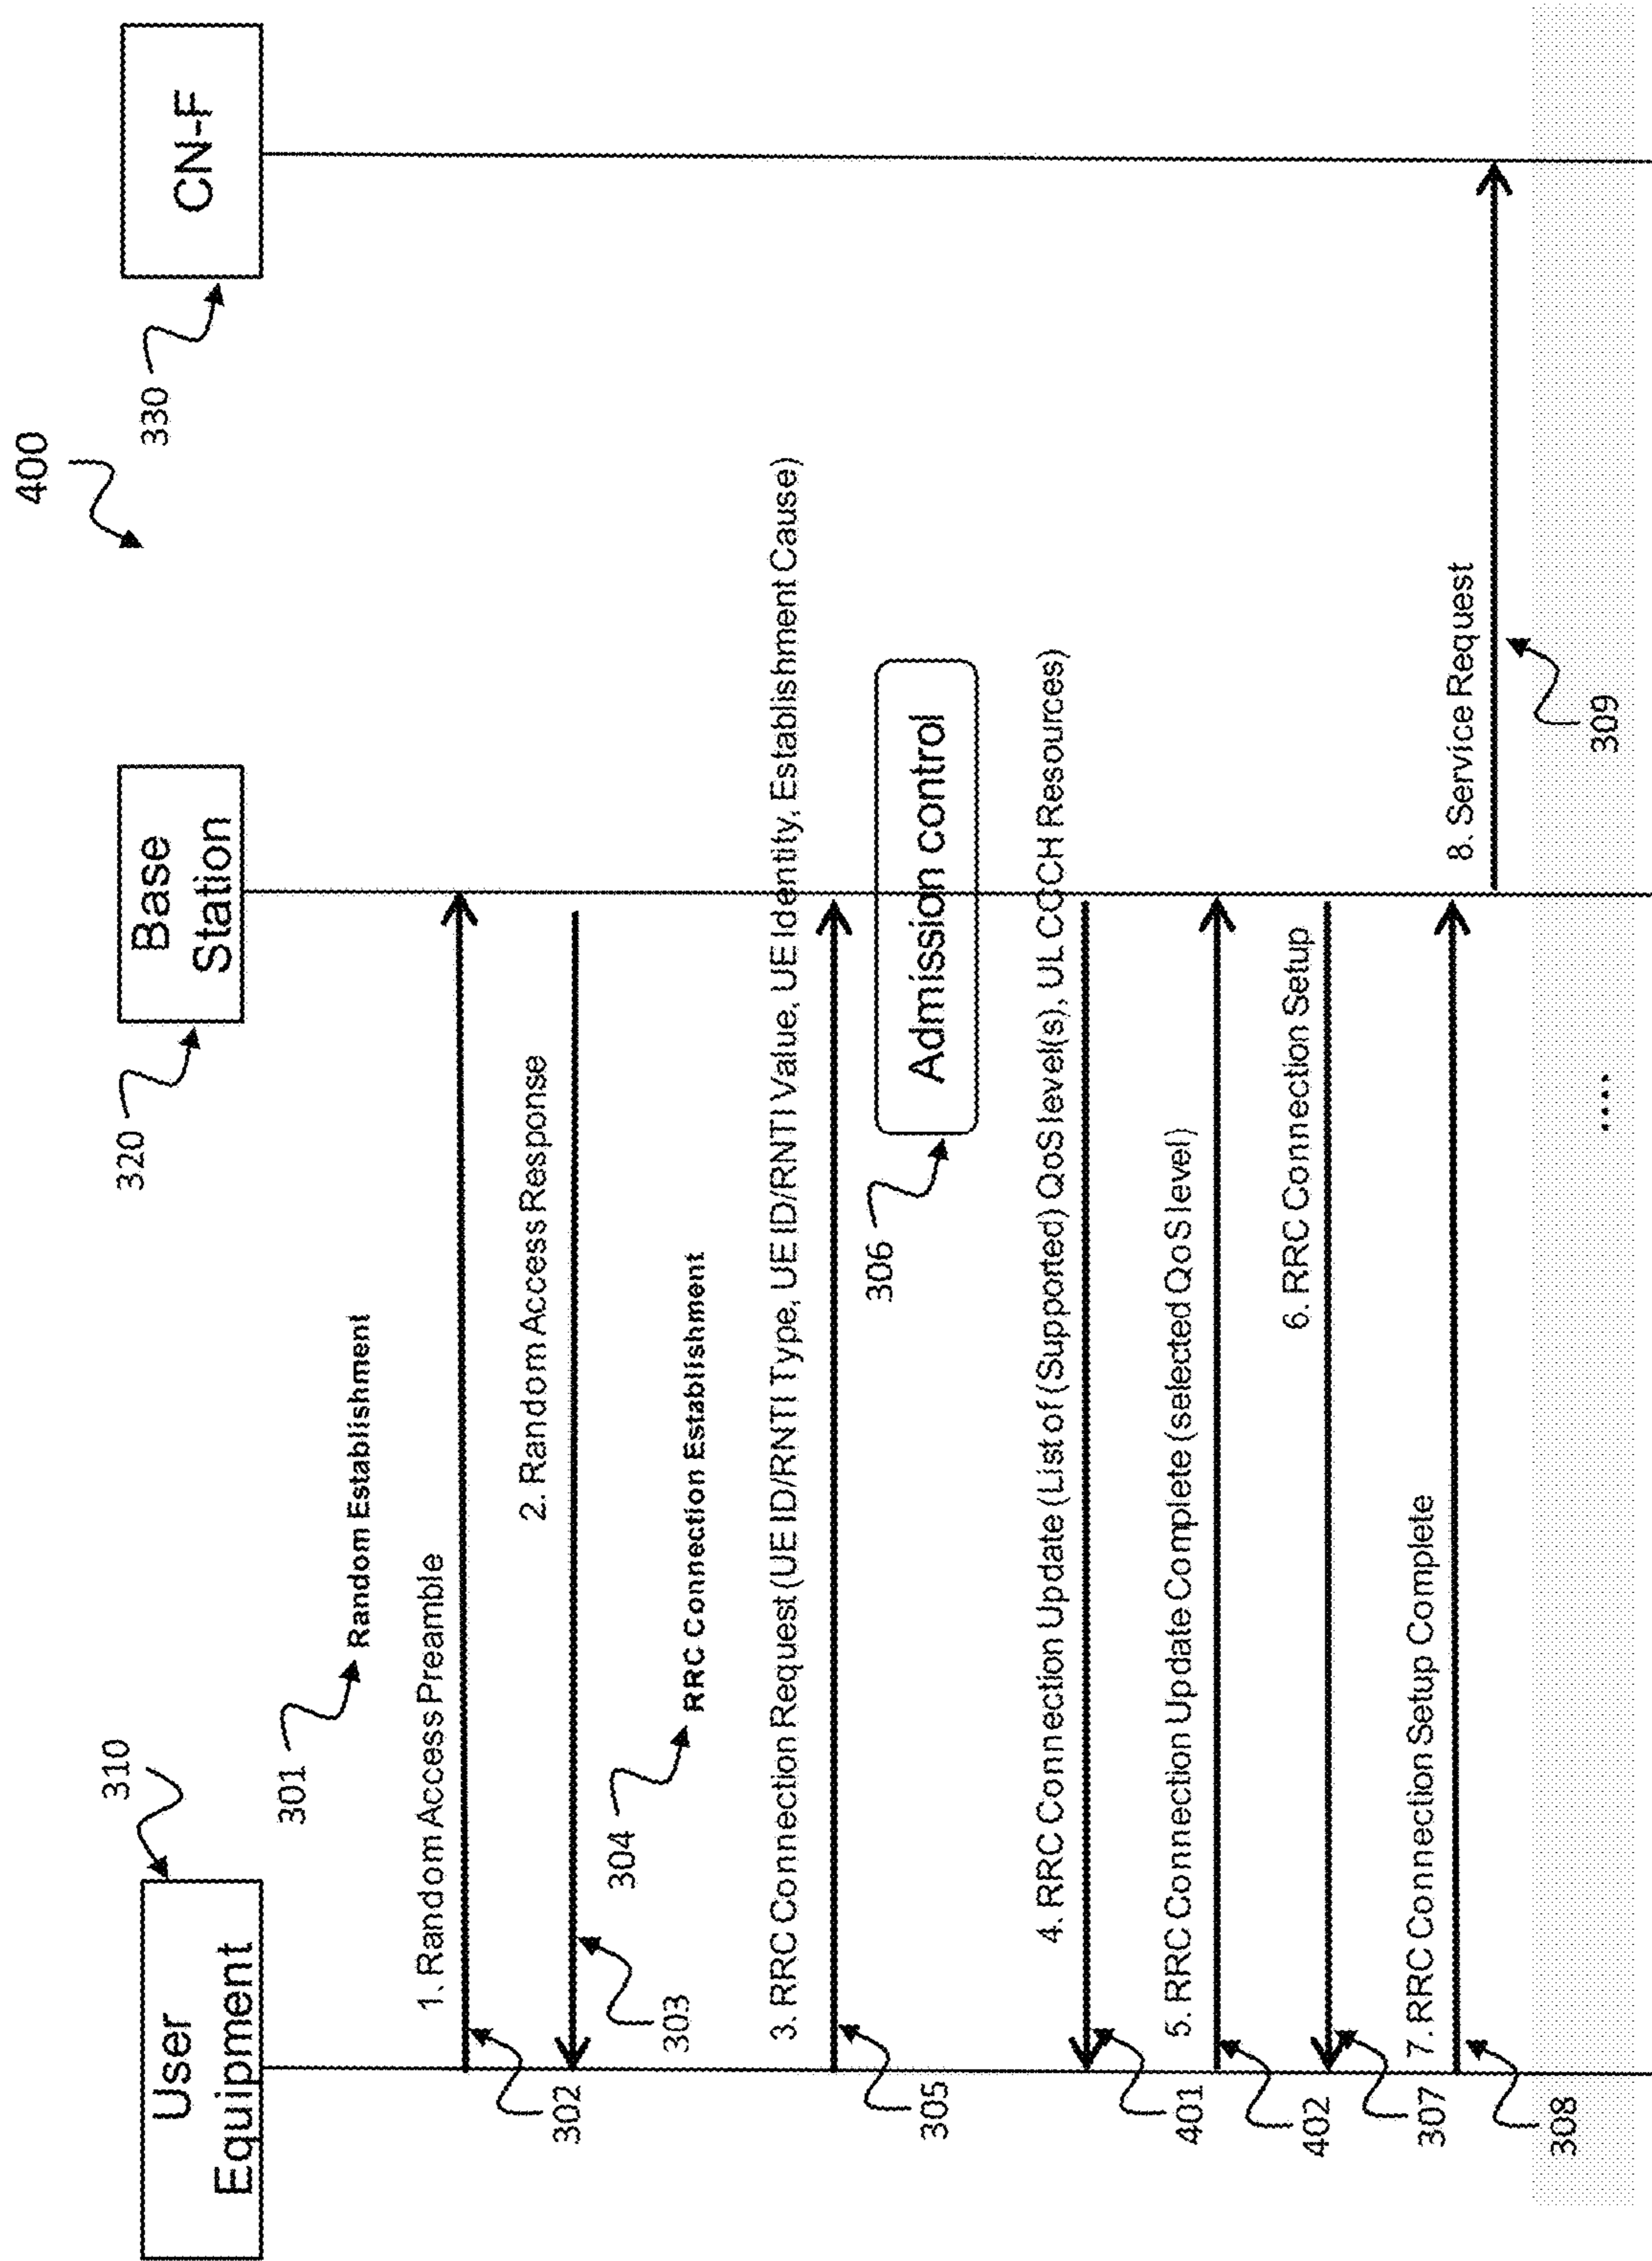 400
User
Equipment
310
Base
Station
320
CN-F
330
301
Random Establishment
1. Random Access Preamble
302
2. Random Access Response
303
304
RRC Connection Establishment
3. RRC Connection Request (UE ID/RNTI Type, UE ID/RNTI Value, UE Identity, Establishment Cause)
305
Admission control
306
4. RRC Connection Update (List of (Supported) QoS level(s), UL CCCH Resources)
401
5. RRC Connection Update Complete (selected QoS level)
402
6. RRC Connection Setup
307
7. RRC Connection Setup Complete
308
8. Service Request
309
....